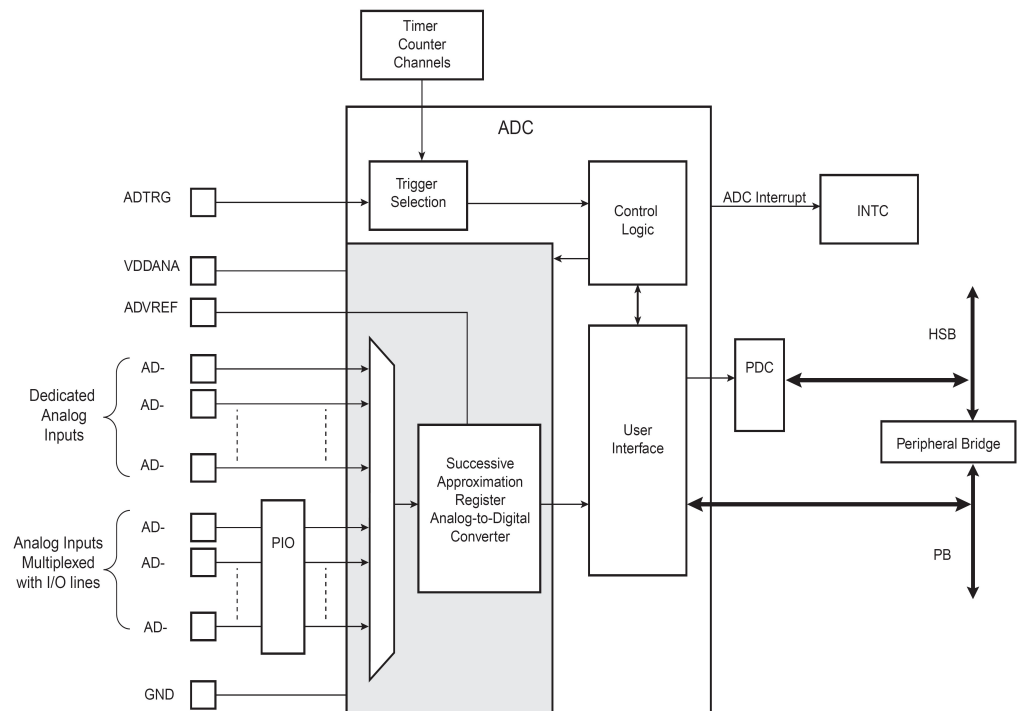 Timer
Counter
Channels
ADC
ADTRG
Trigger
Selection
Control
Logic
ADC Interrupt
INTC
VDDANA
ADVREF
HSB
PDC
Dedicated
Analog
Inputs
AD-
AD-
AD-
User
Interface
Peripheral Bridge
Successive
Approximation
Register
Analog-to-Digital
Converter
Analog Inputs
Multiplexed
with I/O lines
AD-
AD-
AD-
PIO
PB
GND